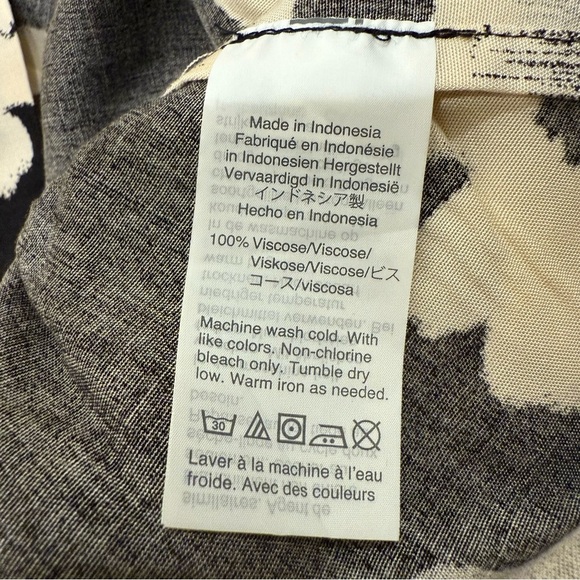 Made in Indonesia
Fabriqué en Indonésie
in Indonesien Hergestellt
Vervaardigd in Indonesië
インドネシア製
Hecho en Indonesia
100% Viscose/Viscose/
Viskose/Viscose/ビス
コース/viscosa
Machine wash cold. With
like colors. Non-chlorine
bleach only. Tumble dry
low. Warm iron as needed.
30
Laver à la machine à l'eau
froide. Avec des couleurs